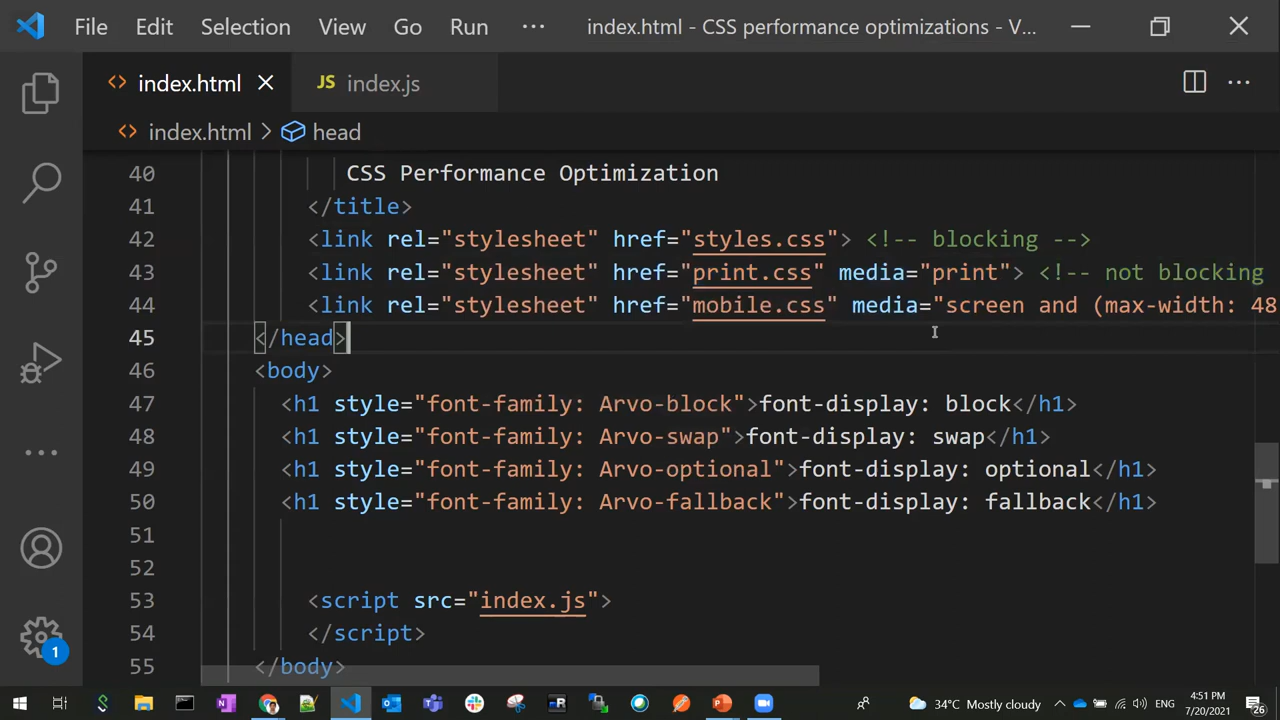 File Edit Selection View Go Run ··· index.html - CSS performance optimizations - V...
index.html JS index.js
index.html > head
40 CSS Performance Optimization
41 </title>
42 <link rel="stylesheet" href="styles.css"> <!-- blocking -->
43 <link rel="stylesheet" href="print.css" media="print"> <!-- not blocking
44 <link rel="stylesheet" href="mobile.css" media="screen and (max-width: 48
45 </head>
46 <body>
47 <h1 style="font-family: Arvo-block">font-display: block</h1>
48 <h1 style="font-family: Arvo-swap">font-display: swap</h1>
49 <h1 style="font-family: Arvo-optional">font-display: optional</h1>
50 <h1 style="font-family: Arvo-fallback">font-display: fallback</h1>
51
52
53 <script src="index.js">
54 </script>
55 </body>
1
34°C Mostly cloudy ENG 4:51 PM
7/20/2021 26